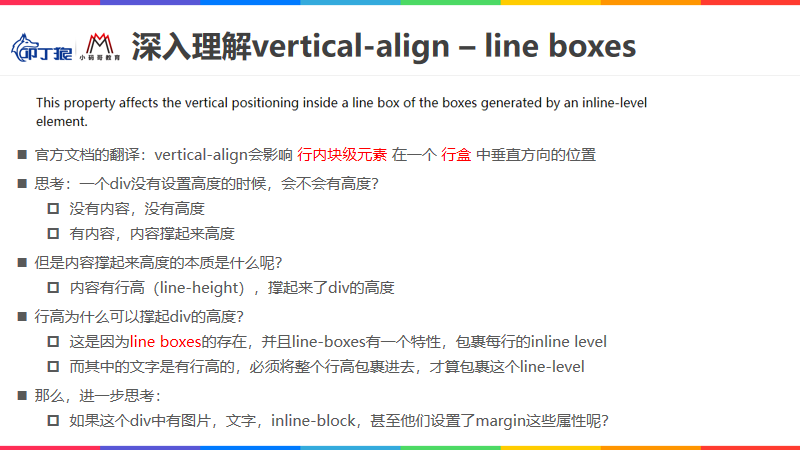 叩丁狼
小码哥教育
深入理解vertical-align – line boxes
This property affects the vertical positioning inside a line box of the boxes generated by an inline-level
element.
官方文档的翻译：vertical-align会影响 行内块级元素 在一个 行盒 中垂直方向的位置
思考：一个div没有设置高度的时候，会不会有高度？
没有内容，没有高度
有内容，内容撑起来高度
但是内容撑起来高度的本质是什么呢？
内容有行高（line-height），撑起来了div的高度
行高为什么可以撑起div的高度？
这是因为line boxes的存在，并且line-boxes有一个特性，包裹每行的inline level
而其中的文字是有行高的，必须将整个行高包裹进去，才算包裹这个line-level
那么，进一步思考：
如果这个div中有图片，文字，inline-block，甚至他们设置了margin这些属性呢？